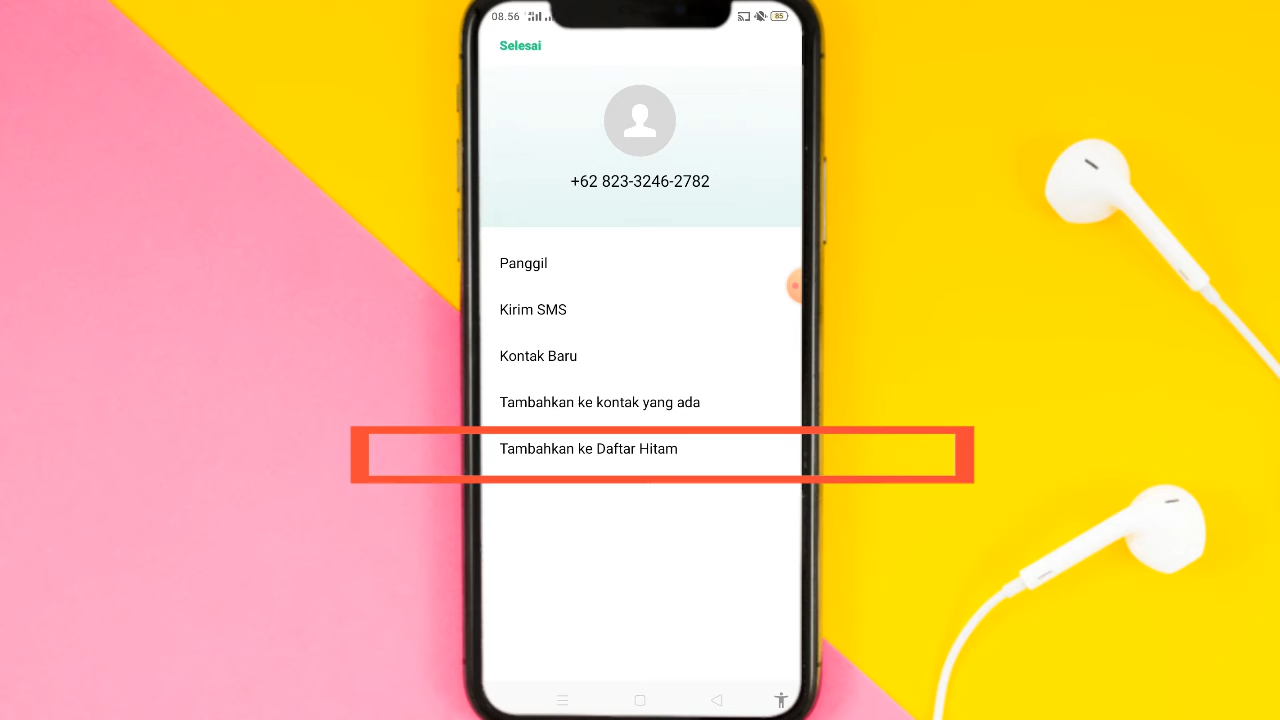 08.56
85
Selesai
+62 823-3246-2782
Panggil
Kirim SMS
Kontak Baru
Tambahkan ke kontak yang ada
Tambahkan ke Daftar Hitam